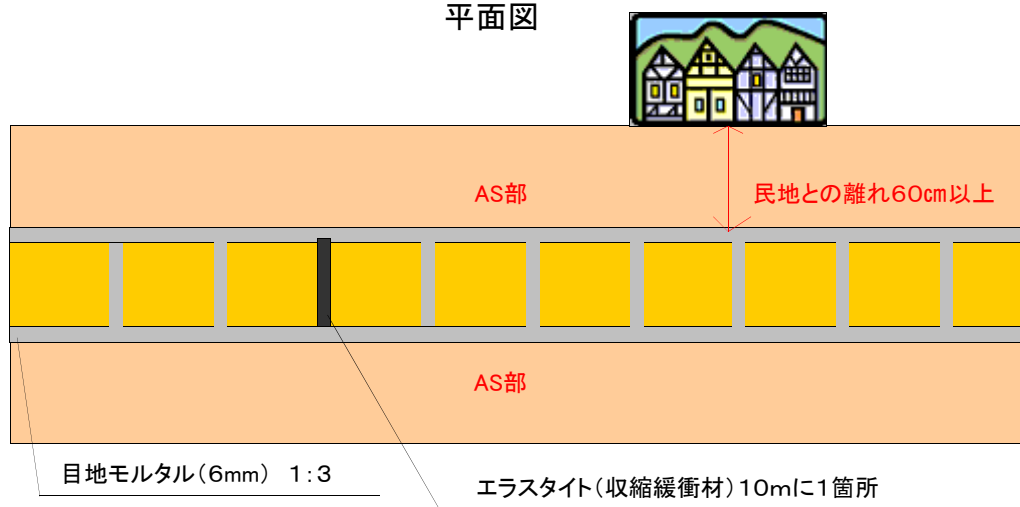 平面図
AS部
民地との離れ60㎝以上
AS部
目地モルタル(6mm) 1:3
エラスタイト(収縮緩衝材)10mに1箇所